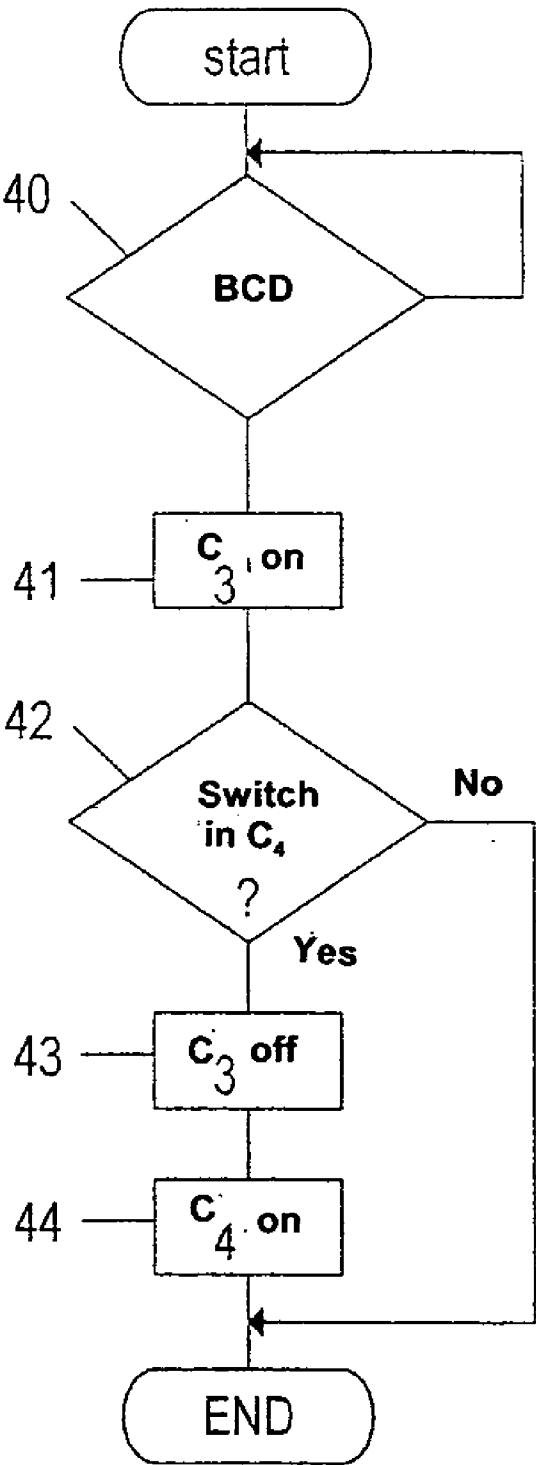 start
40
BCD
41
C3 on
42
Switch
in C4
?
No
Yes
43
C3 off
44
C4 on
END